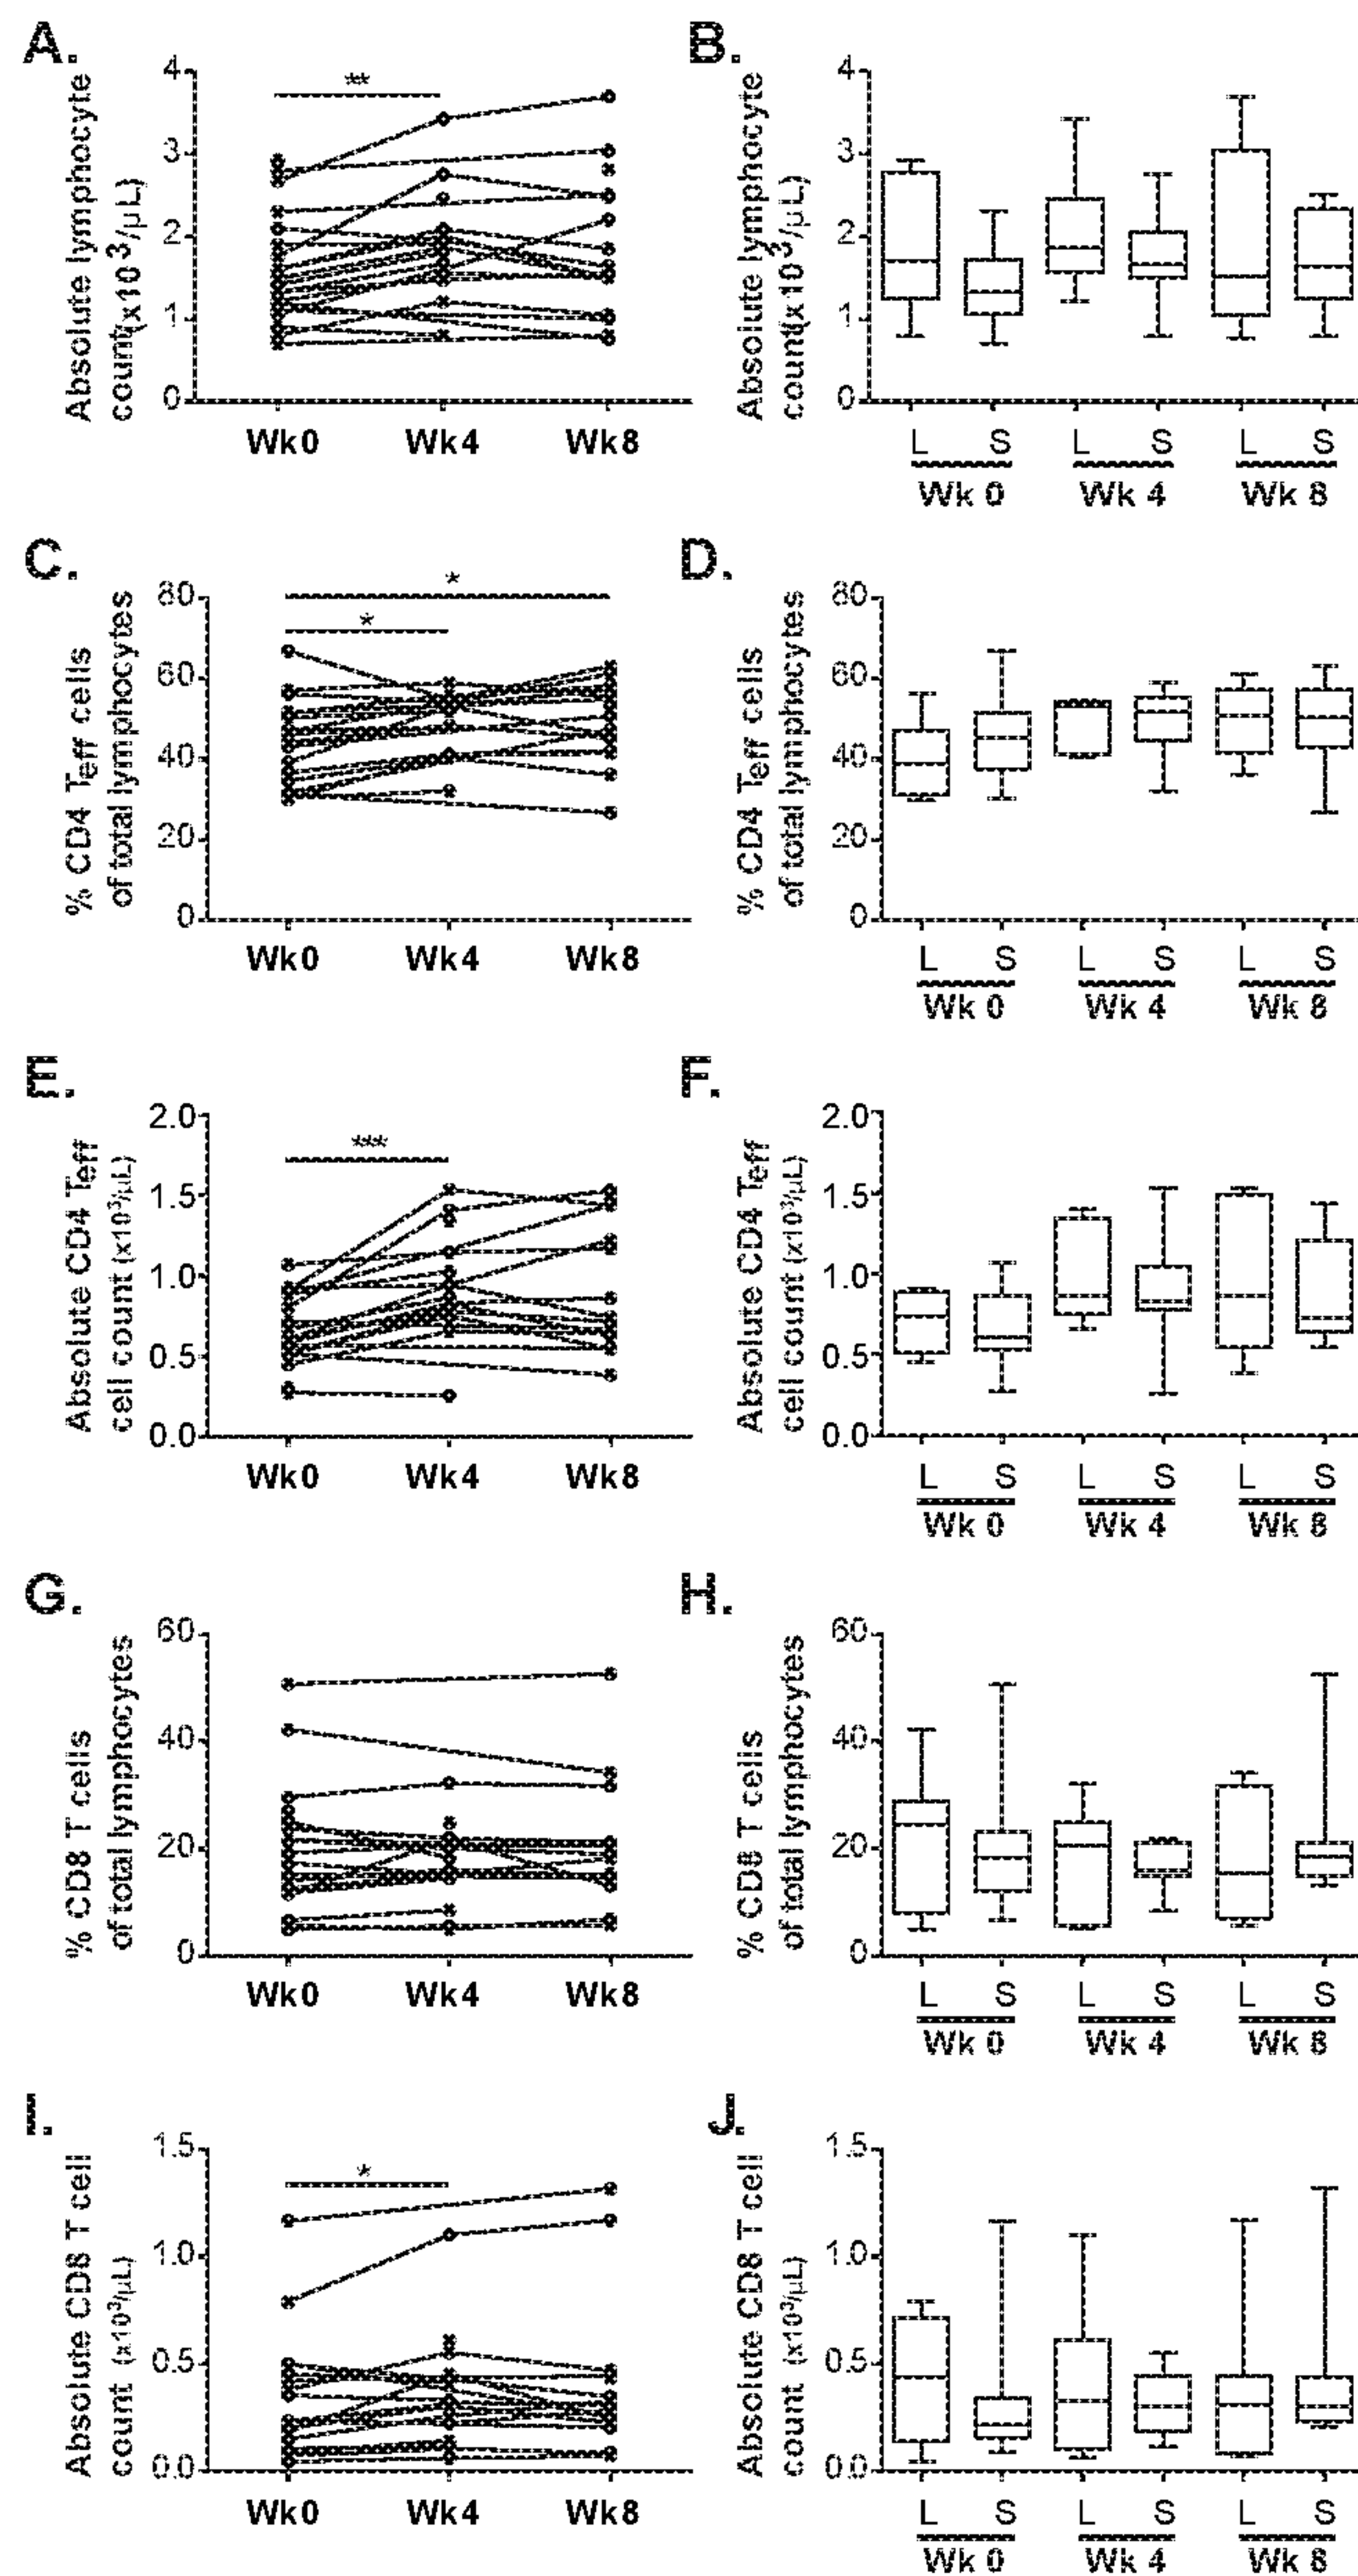 A.
Absolute lymphocyte
count(x10³/μL)
4
3
2
1
0
**
Wk0 Wk4 Wk8
B.
Absolute lymphocyte
count(x10³/μL)
4
3
2
1
0
L S L S L S
Wk 0 Wk 4 Wk 8
C.
% CD4 Teff cells
of total lymphocytes
80
60
40
20
0
*
*
Wk0 Wk4 Wk8
D.
% CD4 Teff cells
of total lymphocytes
80
60
40
20
0
L S L S L S
Wk 0 Wk 4 Wk 8
E.
Absolute CD4 Teff
cell count (x10³/μL)
2.0
1.5
1.0
0.5
0.0
***
Wk0 Wk4 Wk8
F.
Absolute CD4 Teff
cell count (x10³/μL)
2.0
1.5
1.0
0.5
0.0
L S L S L S
Wk 0 Wk 4 Wk 8
G.
% CD8 T cells
of total lymphocytes
60
40
20
0
Wk0 Wk4 Wk8
H.
% CD8 T cells
of total lymphocytes
60
40
20
0
L S L S L S
Wk 0 Wk 4 Wk 8
I.
Absolute CD8 T cell
count (x10³/μL)
1.5
1.0
0.5
0.0
*
Wk0 Wk4 Wk8
J.
Absolute CD8 T cell
count (x10³/μL)
1.5
1.0
0.5
0.0
L S L S L S
Wk 0 Wk 4 Wk 8